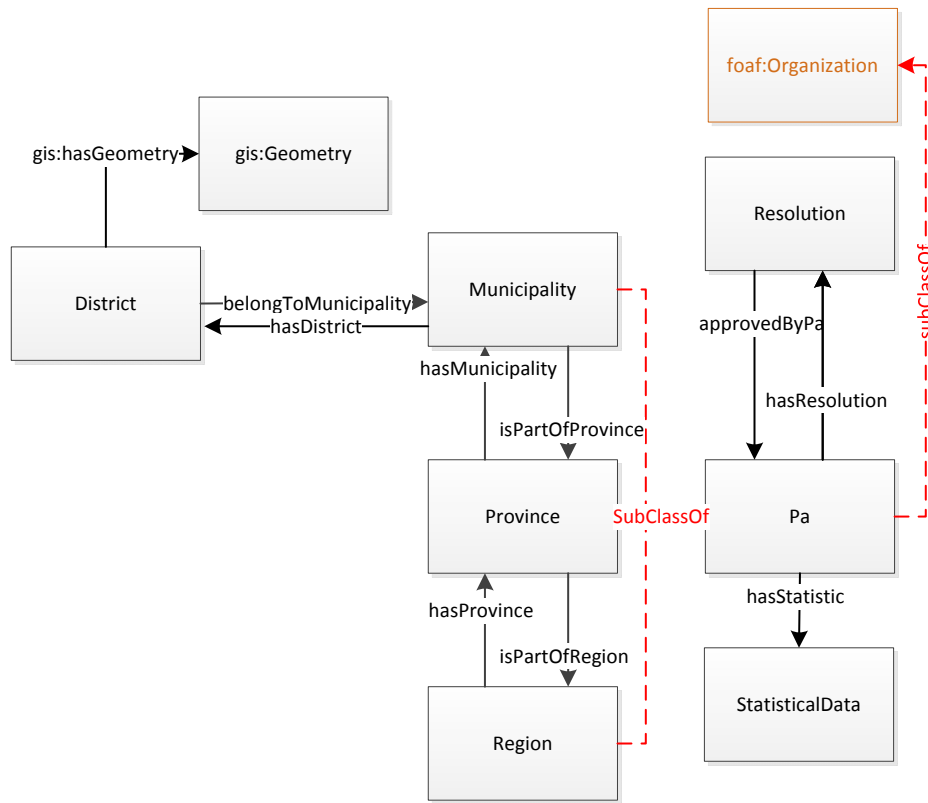 foaf:Organization
gis:hasGeometry
gis:Geometry
Resolution
subClassOf
District
belongToMunicipality
hasDistrict
Municipality
approvedByPa
hasMunicipality
hasResolution
isPartOfProvince
Province
SubClassOf
Pa
hasProvince
hasStatistic
isPartOfRegion
StatisticalData
Region